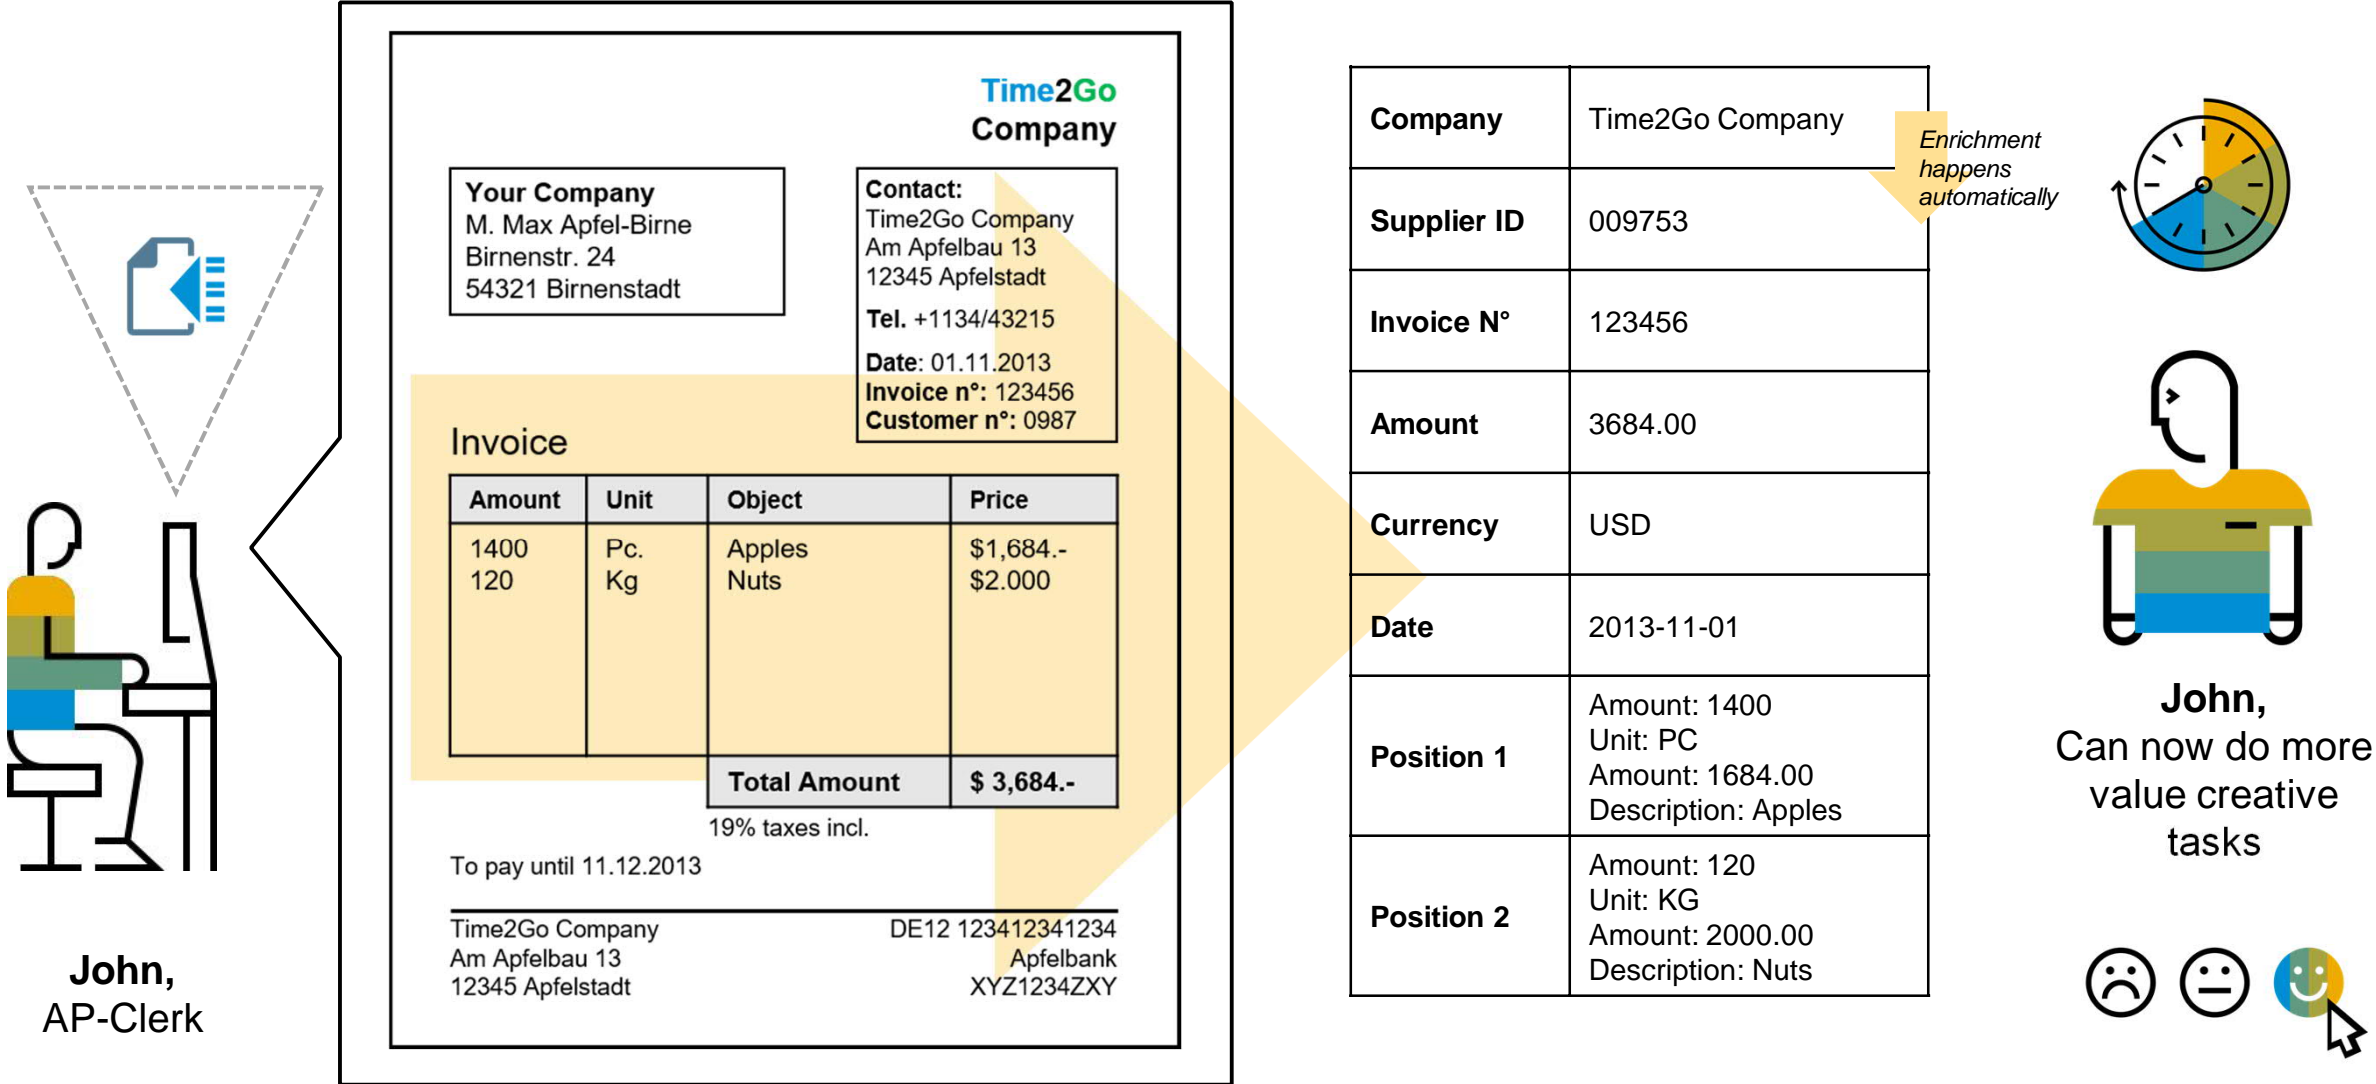 Time2Go
Company
Your Company
M. Max Apfel-Birne
Birnenstr. 24
54321 Birnenstadt
Contact:
Time2Go Company
Am Apfelbau 13
12345 Apfelstadt
Tel. +1134/43215
Date: 01.11.2013
Invoice n°: 123456
Customer n°: 0987
Invoice
Amount Unit Object Price
1400 Pc. Apples $1,684.-
120 Kg Nuts $2.000
Total Amount $ 3,684.-
19% taxes incl.
To pay until 11.12.2013
Time2Go Company DE12 123412341234
Am Apfelbau 13 Apfelbank
12345 Apfelstadt XYZ1234ZXY
John,
AP-Clerk
Company Time2Go Company
Supplier ID 009753
Invoice N° 123456
Amount 3684.00
Currency USD
Date 2013-11-01
Position 1
Amount: 1400
Unit: PC
Amount: 1684.00
Description: Apples
Position 2
Amount: 120
Unit: KG
Amount: 2000.00
Description: Nuts
Enrichment
happens
automatically
John,
Can now do more
value creative
tasks